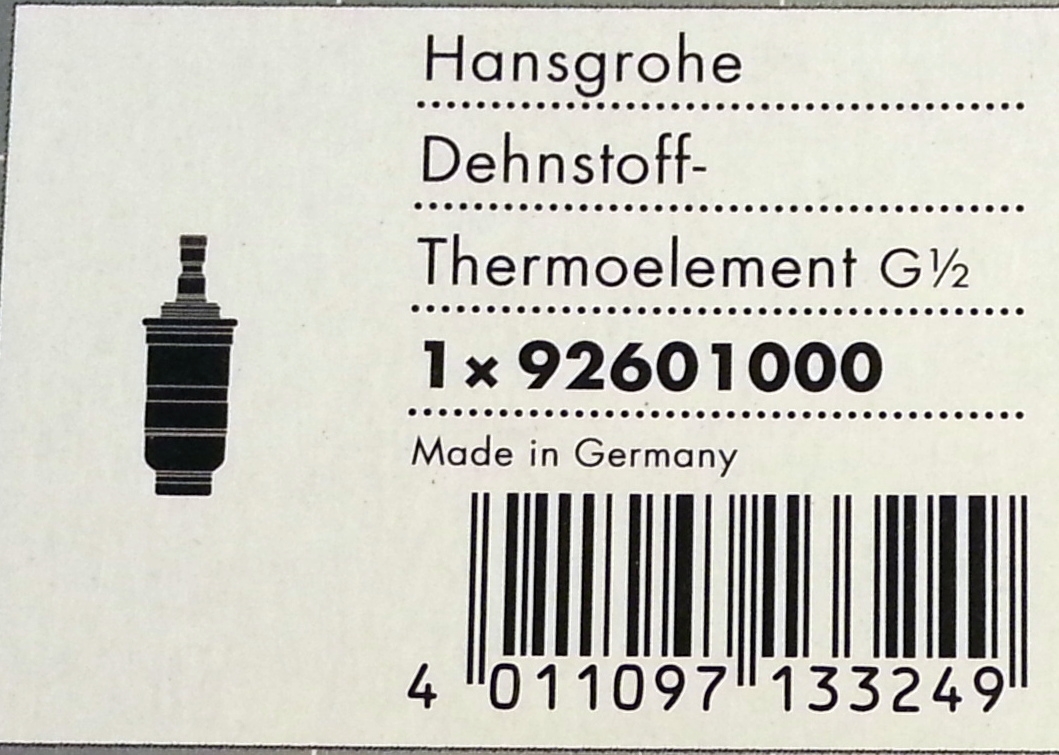 Hansgrohe
Dehnstoff-
Thermoelement G½
1 x 92601000
Made in Germany
4 011097 133249